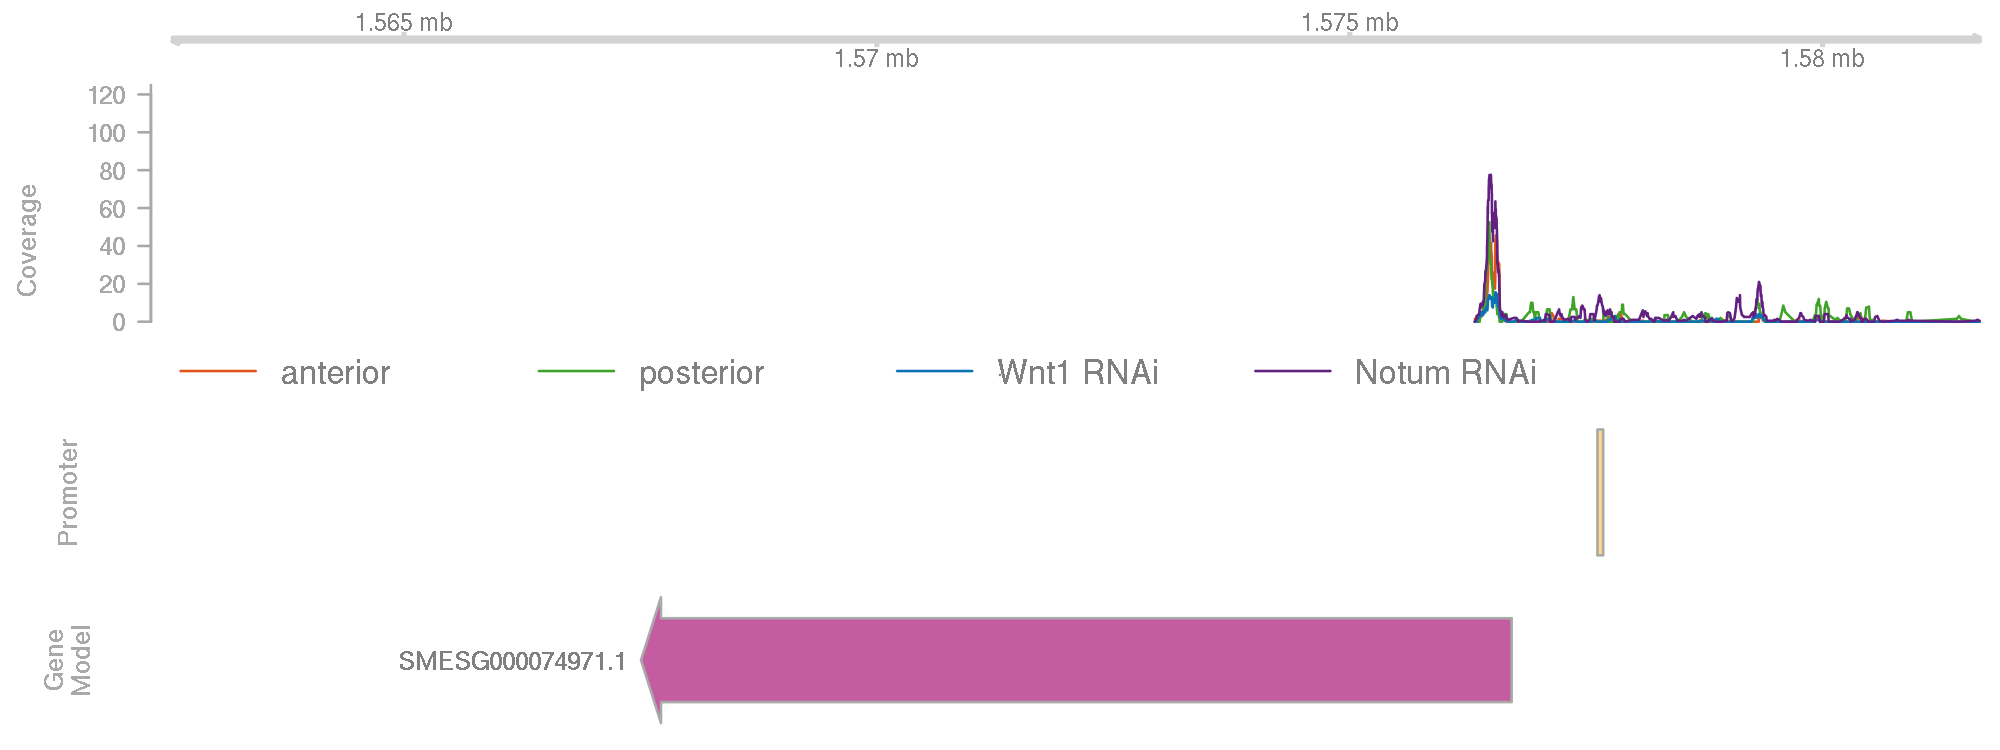 1.565 mb
1.575 mb
1.57 mb
1.58 mb
Coverage
120
100
80
60
40
20
0
anterior posterior Wnt1 RNAi Notum RNAi
Promoter
Gene
Model
SMESG000074971.1